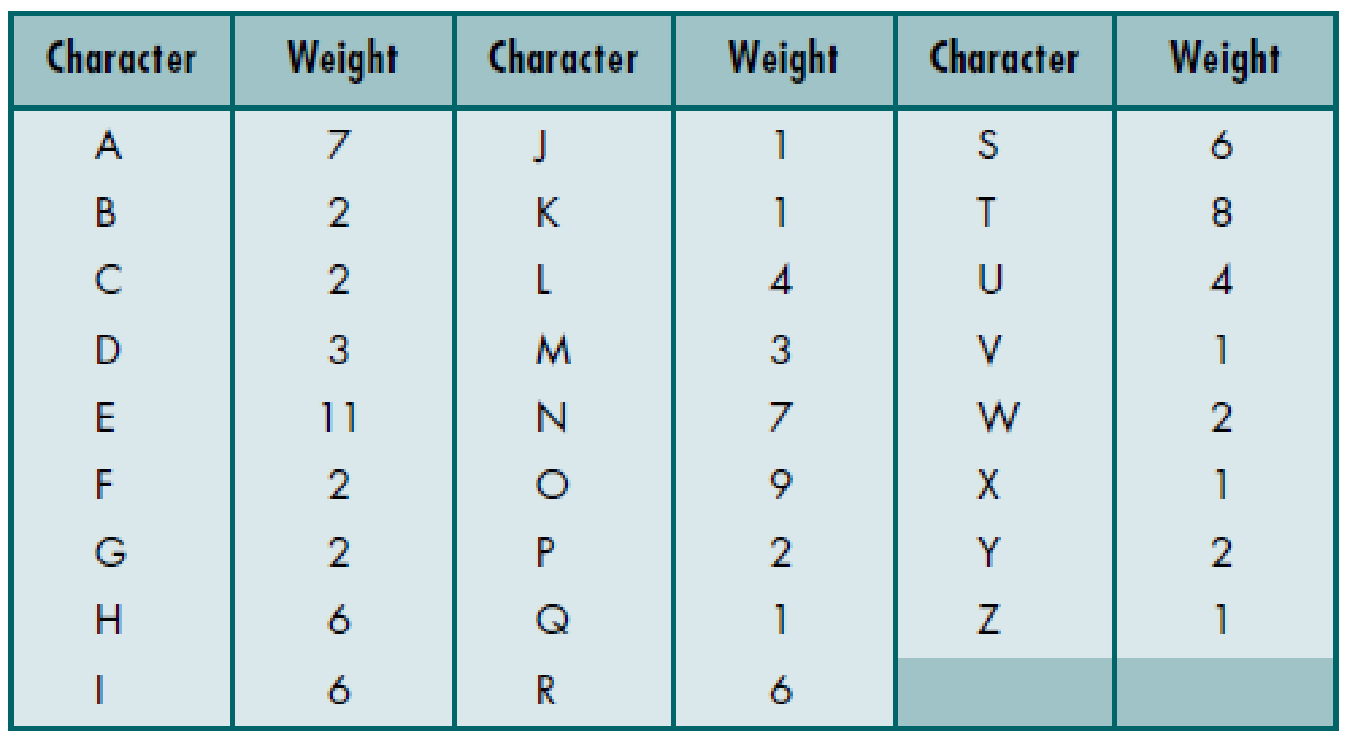 Character Weight Character Weight Character Weight
A 7 J 1 S 6
B 2 K 1 T 8
C 2 L 4 U 4
D 3 M 3 V 1
E 11 N 7 W 2
F 2 O 9 X 1
G 2 P 2 Y 2
H 6 Q 1 Z 1
I 6 R 6